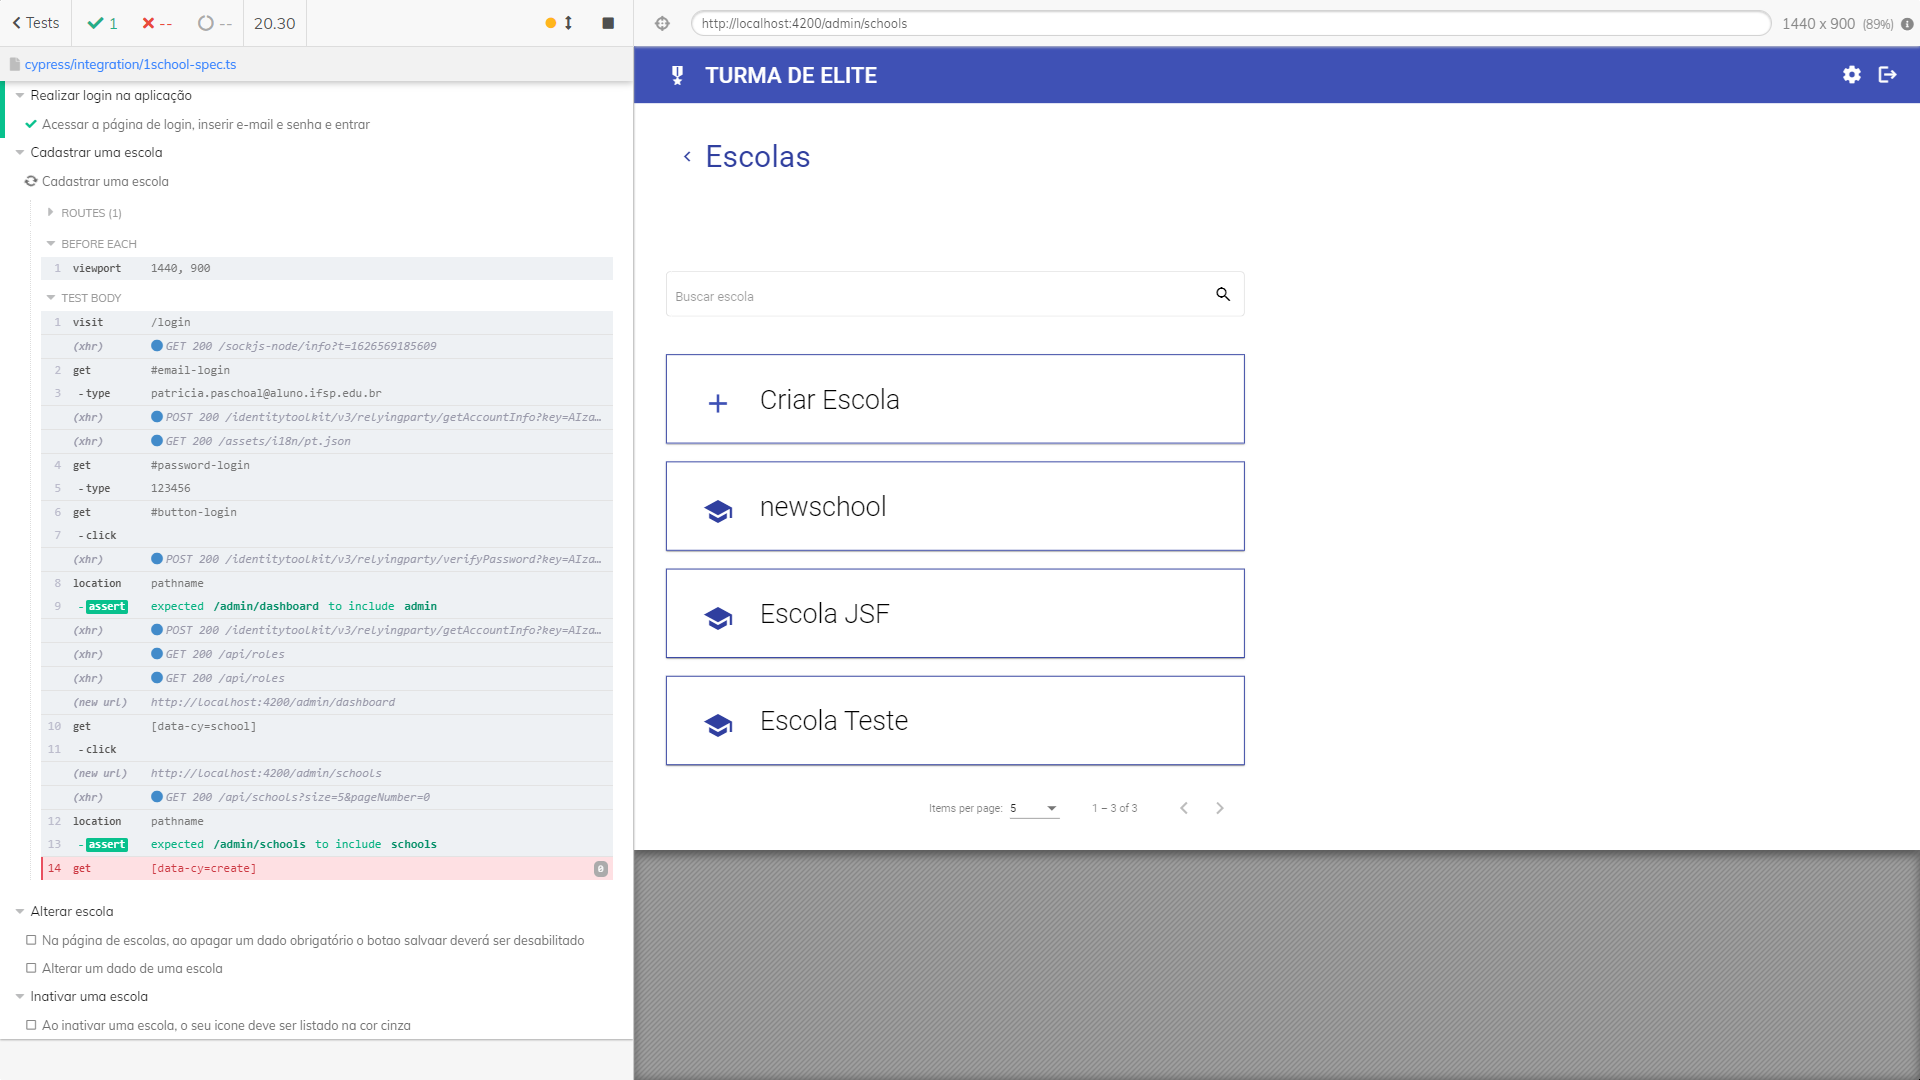 Tests
1
--
--
20.30
cypress/integration/1school-spec.ts
Realizar login na aplicação
Acessar a página de login, inserir e-mail e senha e entrar
Cadastrar uma escola
Cadastrar uma escola
ROUTES (1)
BEFORE EACH
1 viewport 1440, 900
TEST BODY
1 visit /login
(xhr) GET 200 /sockjs-node/info?t=1626569185609
2 get #email-login
3 -type patricia.paschoal@aluno.ifsp.edu.br
(xhr) POST 200 /identitytoolkit/v3/relyingparty/getAccountInfo?key=AIza…
(xhr) GET 200 /assets/i18n/pt.json
4 get #password-login
5 -type 123456
6 get #button-login
7 -click
(xhr) POST 200 /identitytoolkit/v3/relyingparty/verifyPassword?key=AIza…
8 location pathname
9 -assert expected /admin/dashboard to include admin
(xhr) POST 200 /identitytoolkit/v3/relyingparty/getAccountInfo?key=AIza…
(xhr) GET 200 /api/roles
(xhr) GET 200 /api/roles
(new url) http://localhost:4200/admin/dashboard
10 get [data-cy=school]
11 -click
(new url) http://localhost:4200/admin/schools
(xhr) GET 200 /api/schools?size=5&pageNumber=0
12 location pathname
13 -assert expected /admin/schools to include schools
14 get [data-cy=create] 0
Alterar escola
Na página de escolas, ao apagar um dado obrigatório o botao salvaar deverá ser desabilitado
Alterar um dado de uma escola
Inativar uma escola
Ao inativar uma escola, o seu icone deve ser listado na cor cinza
http://localhost:4200/admin/schools
1440 x 900 (89%)
TURMA DE ELITE
Escolas
Buscar escola
Criar Escola
newschool
Escola JSF
Escola Teste
Items per page: 5 1 – 3 of 3